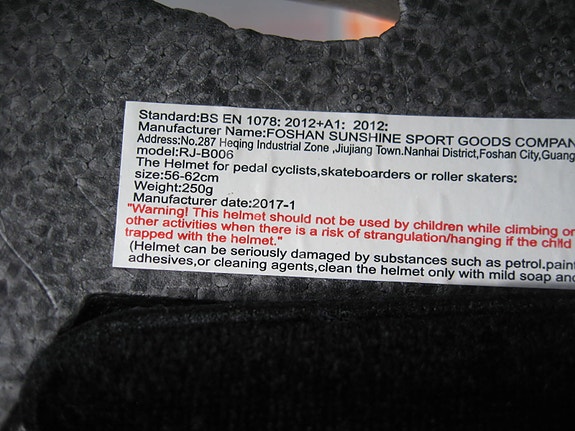 Standard:BS EN 1078: 2012+A1: 2012:
Manufacturer Name:FOSHAN SUNSHINE SPORT GOODS COMPAN
Address:No.287 Heqing Industrial Zone ,Jiujiang Town.Nanhai District,Foshan City,Guang
model:RJ-B006
The Helmet for pedal cyclists,skateboarders or roller skaters:
size:56-62cm
Weight:250g
Manufacturer date:2017-1
"Warning! This helmet should not be used by children while climbing or
other activities when there is a risk of strangulation/hanging if the child
trapped with the helmet."
(Helmet can be seriously damaged by substances such as petrol.pain
adhesives,or cleaning agents,clean the helmet only with mild soap and